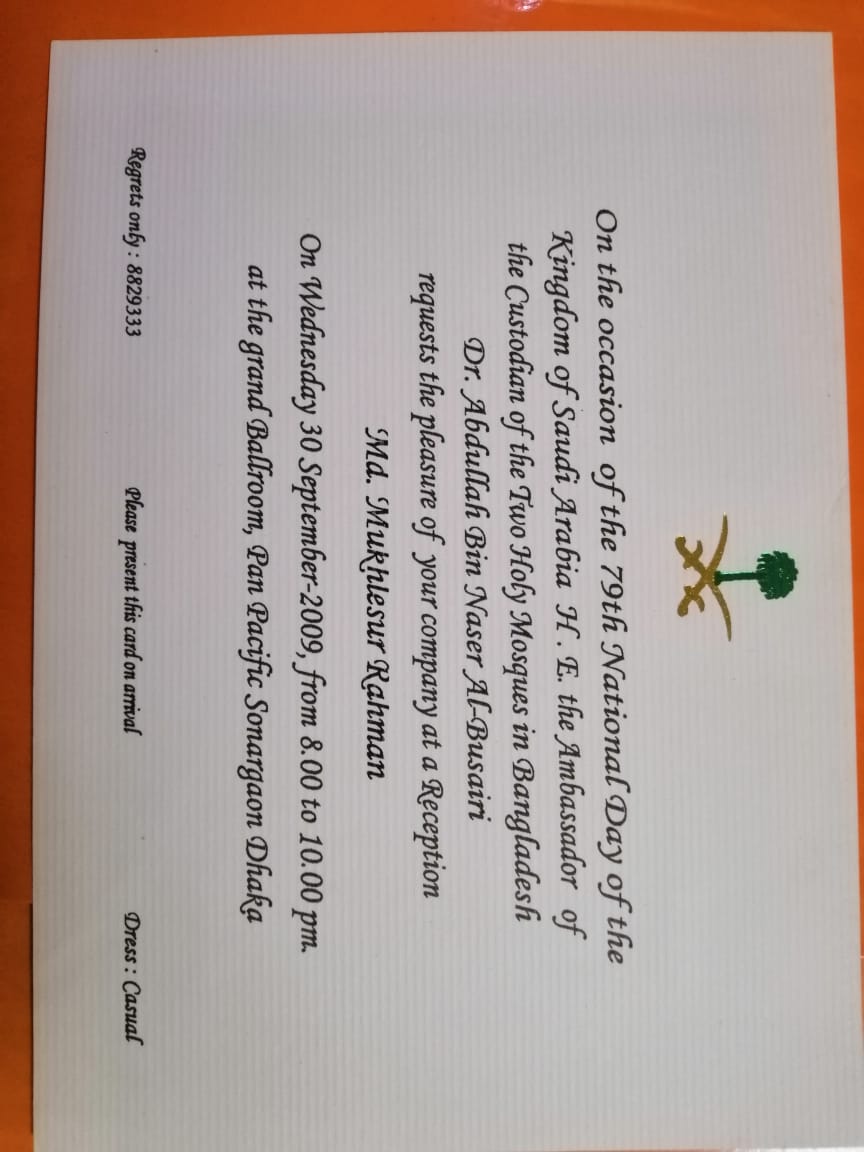 On the occasion of the 79th National Day of the
Kingdom of Saudi Arabia H . E. the Ambassador of
the Custodian of the Two Holy Mosques in Bangladesh
Dr. Abdullah Bin Naser Al-Busairi
requests the pleasure of your company at a Reception
Md. Mukhlesur Rahman
On Wednesday 30 September-2009, from 8.00 to 10.00 pm.
at the grand Ballroom, Pan Pacific Sonargaon Dhaka
Regrets only : 8829333 Please present this card on arrival Dress : Casual